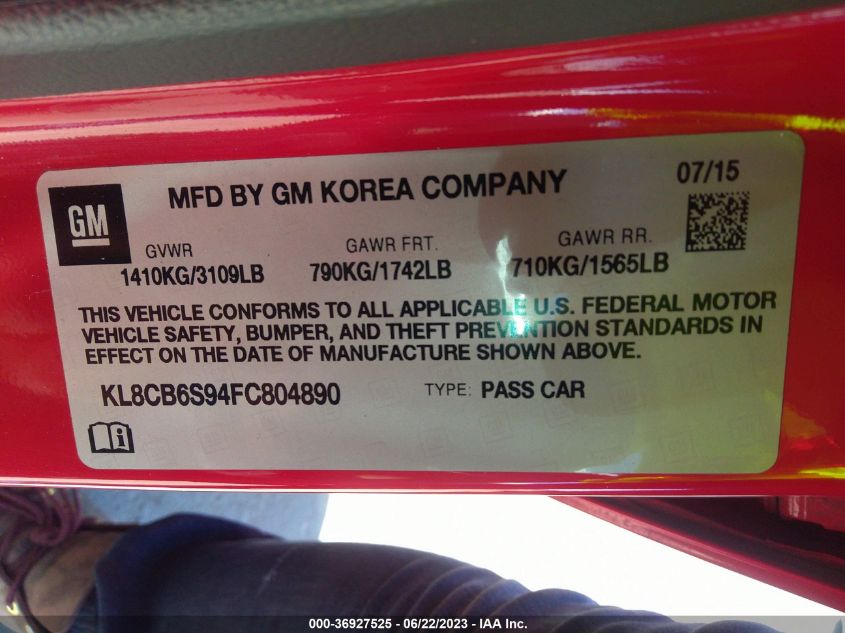 MFD BY GM KOREA COMPANY
07/15
GM
GVWR
GAWR FRT.
GAWR RR.
1410KG/3109LB
790KG/1742LB
710KG/1565LB
THIS VEHICLE CONFORMS TO ALL APPLICABLE U.S. FEDERAL MOTOR
VEHICLE SAFETY, BUMPER, AND THEFT PREVENTION STANDARDS IN
EFFECT ON THE DATE OF MANUFACTURE SHOWN ABOVE.
KL8CB6S94FC804890
TYPE: PASS CAR
000-36927525 - 06/22/2023 - IAA Inc.